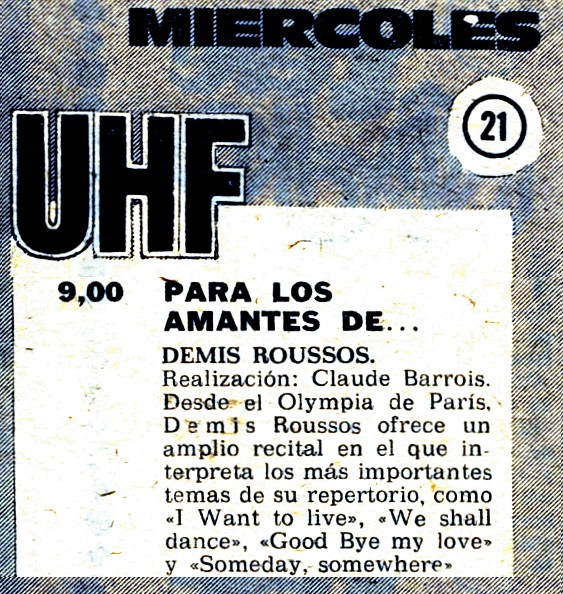 MIERCOLES
21
UHF
9,00 PARA LOS
AMANTES DE...
DEMIS ROUSSOS.
Realización: Claude Barrois.
Desde el Olympia de París,
Demis Roussos ofrece un
amplio recital en el que in-
terpreta los más importantes
temas de su repertorio, como
«I Want to live», «We shall
dance», «Good Bye my love»
y «Someday, somewhere»